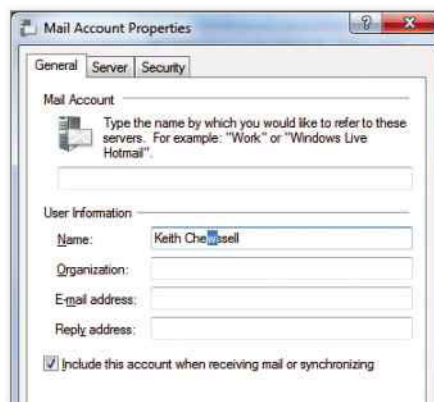 Mail Account Properties
General Server Security
Mail Account
Type the name by which you would like to refer to these
servers. For example: "Work" or "Windows Live
Hotmail".
User Information
Name: Keith Chewssell
Organization:
E-mail address:
Reply address:
Include this account when receiving mail or synchronizing